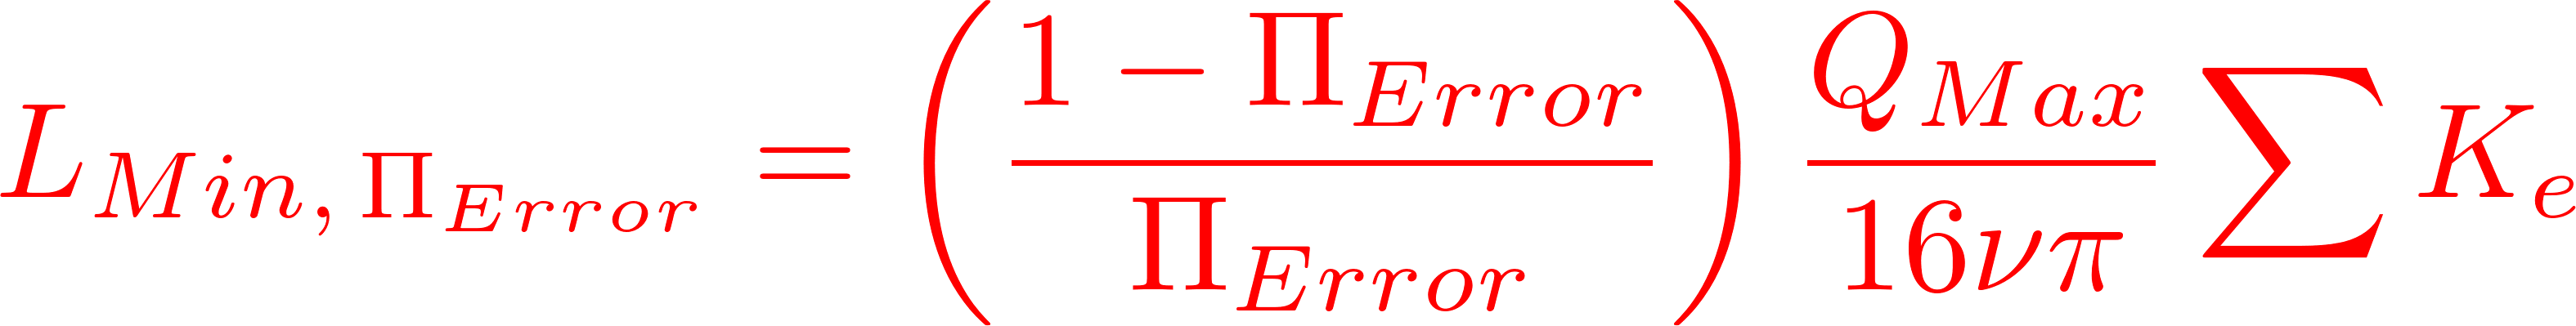 L_{Min, \Pi_{Error}} = \left( \frac{1 - \Pi_{Error}}{\Pi_{Error}} \right) \frac{Q_{Max}}{16 \nu \pi} \sum K_e